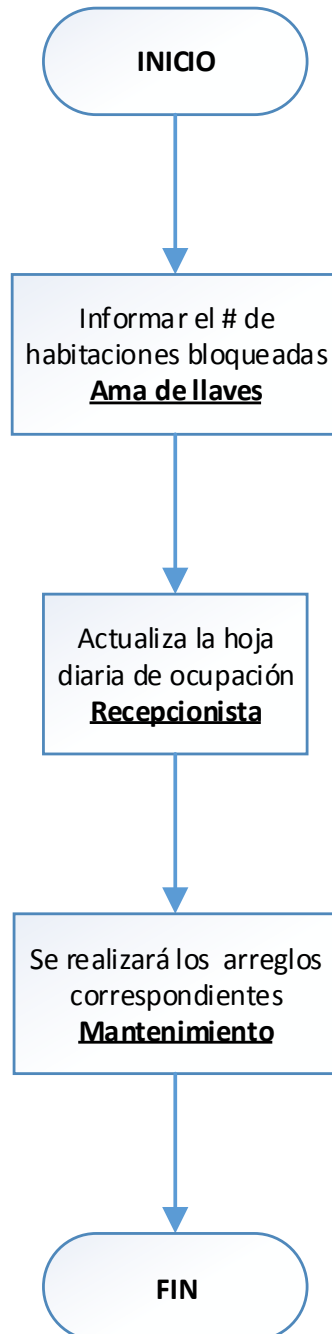 INICIO
Informar el # de
habitaciones bloqueadas
Ama de llaves
Actualiza la hoja
diaria de ocupación
Recepcionista
Se realizará los arreglos
correspondientes
Mantenimiento
FIN